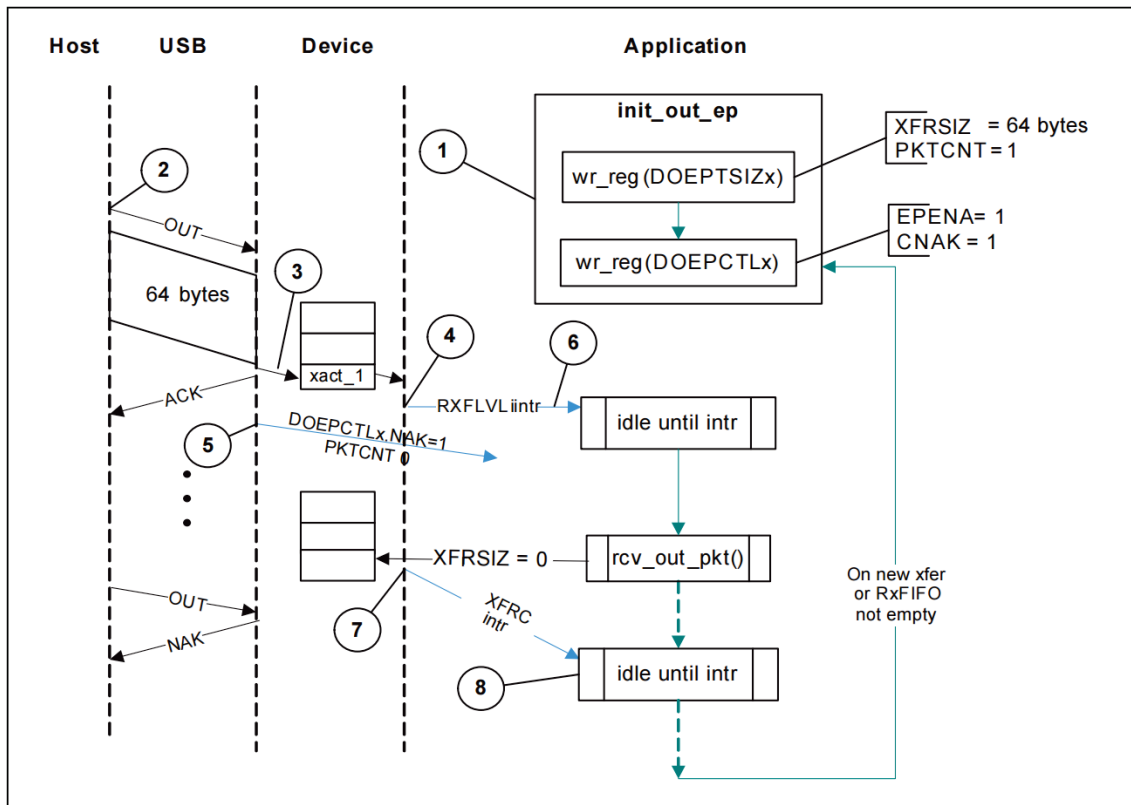 Host
USB
Device
Application
init_out_ep
XFRSIZ = 64 bytes
PKTCNT = 1
1
wr_reg(DOEPTSIZx)
2
EPENA= 1
CNAK = 1
OUT
wr_reg(DOEPCTLx)
3
64 bytes
4
6
xact_1
ACK
RXFLVL iintr
idle until intr
5
DOEPCTLx.NAK=1
PKTCNT 0
XFRSIZ = 0
rcv_out_pkt()
On new xfer
or RxFIFO
not empty
OUT
XFRC
intr
NAK
7
idle until intr
8